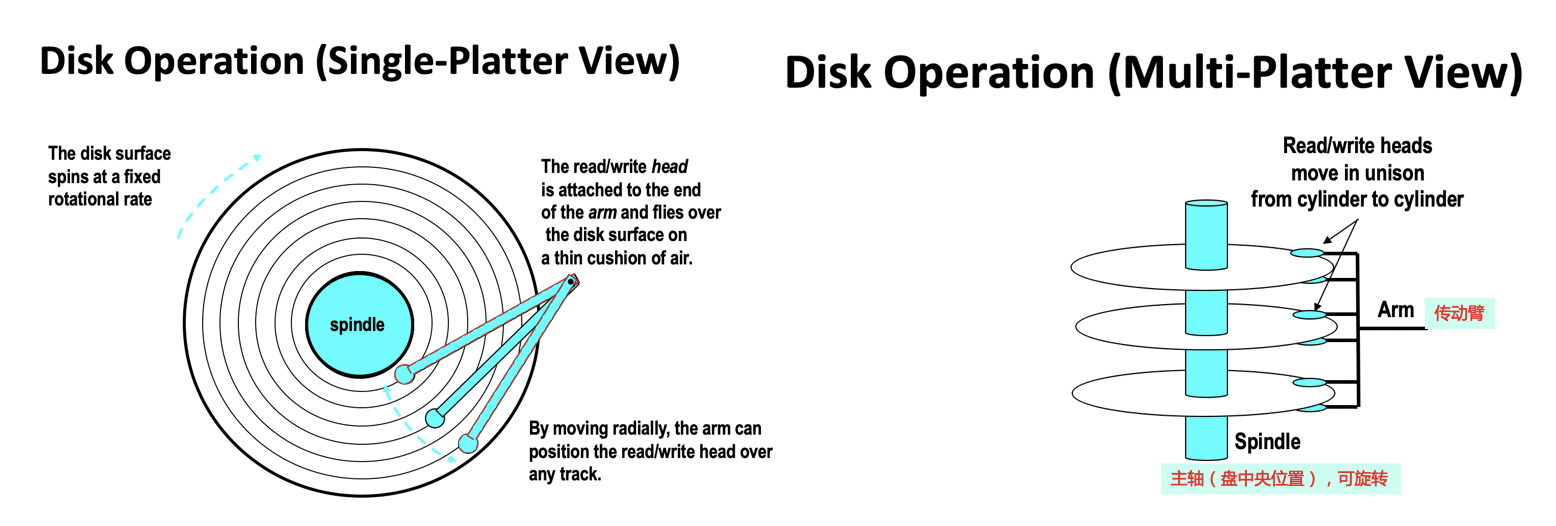 Disk Operation (Single-Platter View)
The disk surface
spins at a fixed
rotational rate
The read/write head
is attached to the end
of the arm and flies over
the disk surface on
a thin cushion of air.
spindle
By moving radially, the arm can
position the read/write head over
any track.
Disk Operation (Multi-Platter View)
Read/write heads
move in unison
from cylinder to cylinder
Arm
传动臂
Spindle
主轴（盘中央位置），可旋转